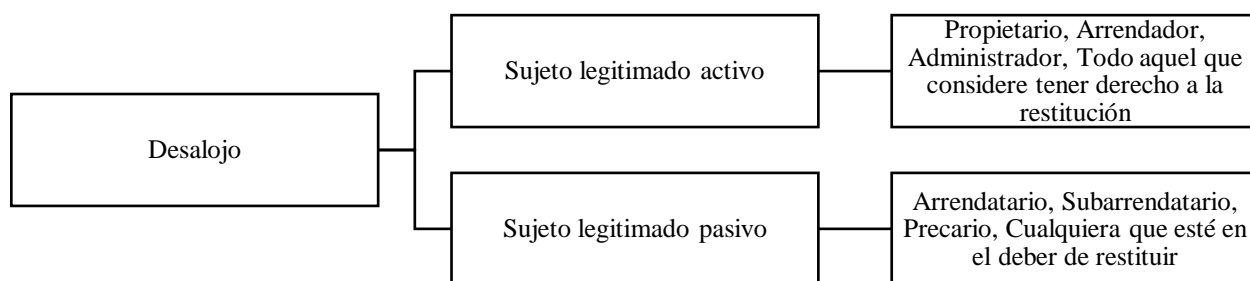 Desalojo
Sujeto legitimado activo
Propietario, Arrendador,
Administrador, Todo aquel que
considere tener derecho a la
restitución
Sujeto legitimado pasivo
Arrendatario, Subarrendatario,
Precario, Cualquiera que esté en
el deber de restituir